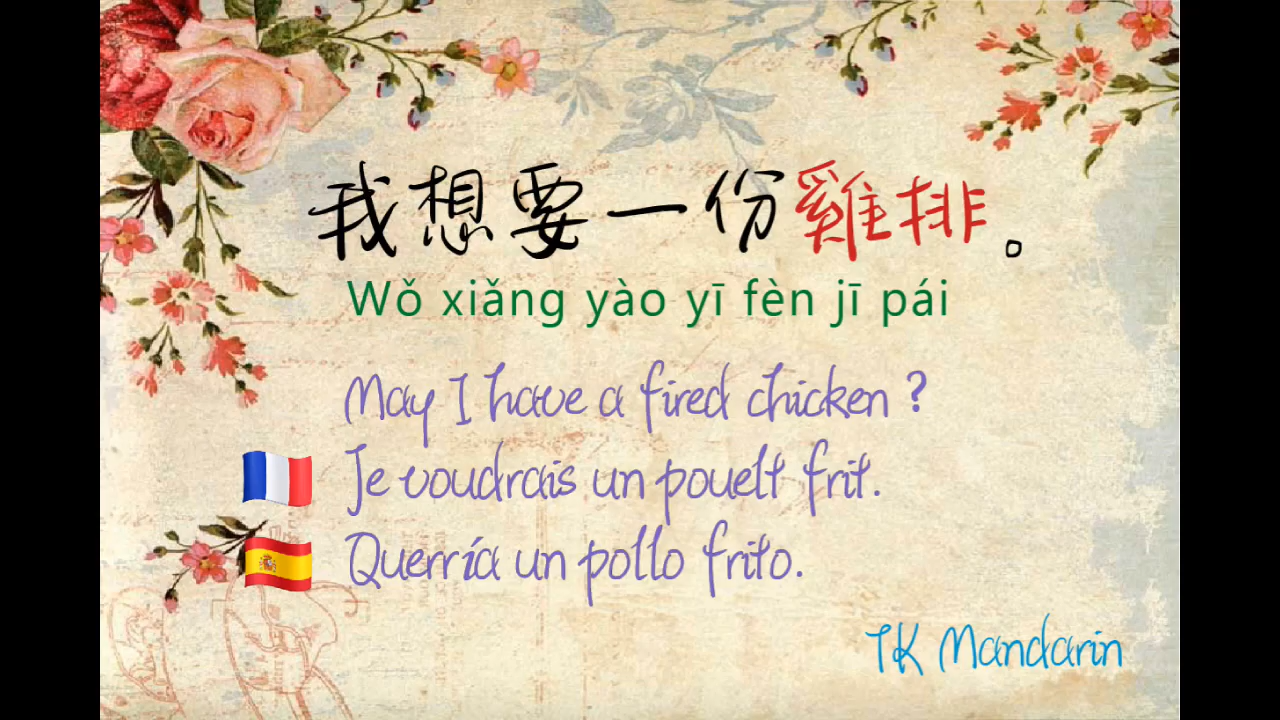 我想要一份雞排。
Wǒ xiǎng yào yī fèn jī pái
May I have a fired chicken ?
Je voudrais un pouelt frit.
Querría un pollo frito.
TK Mandarin